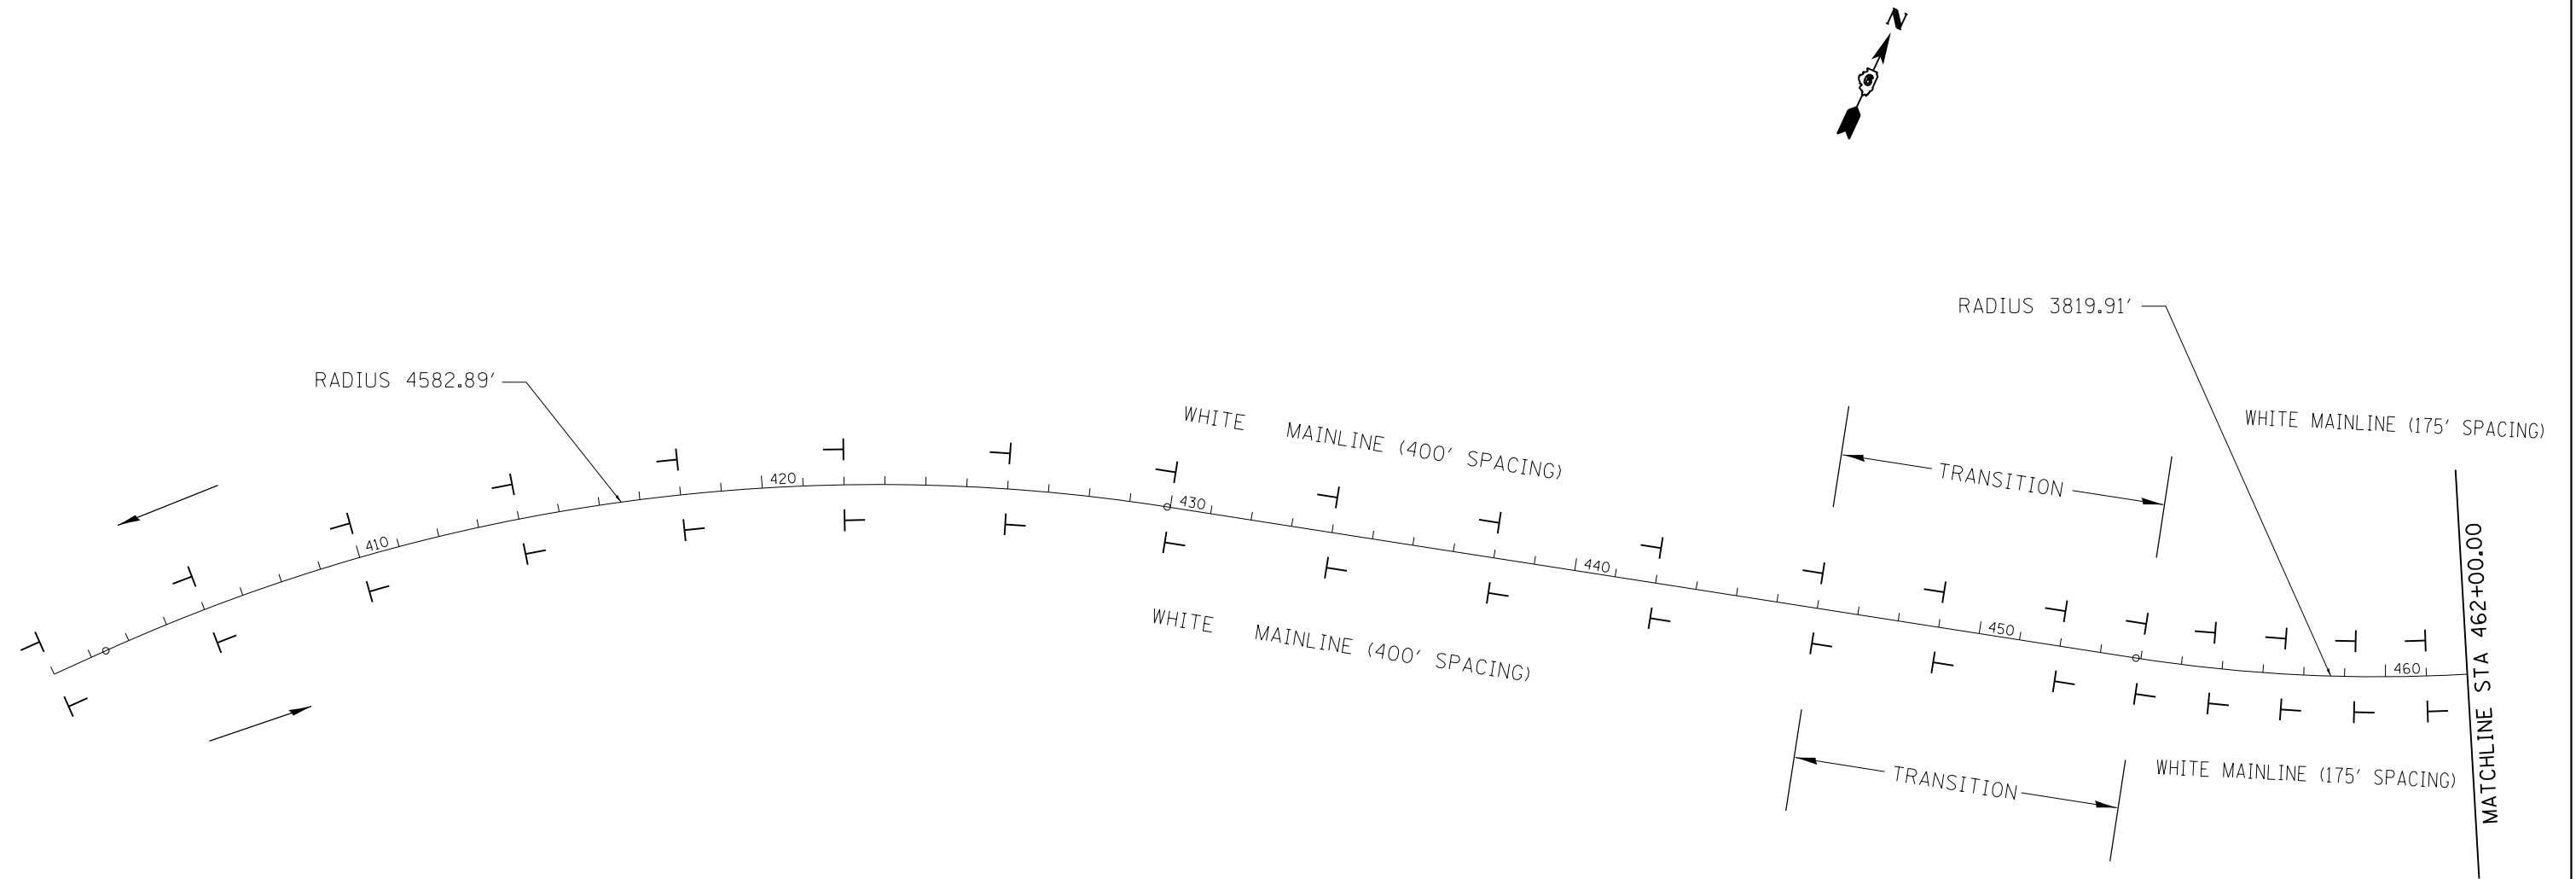 N
RADIUS 3819.91'
RADIUS 4582.89'
WHITE MAINLINE (400' SPACING)
WHITE MAINLINE (175' SPACING)
TRANSITION
420
430
410
440
450
460
MATCHLINE STA 462+00.00
WHITE MAINLINE (400' SPACING)
TRANSITION
WHITE MAINLINE (175' SPACING)